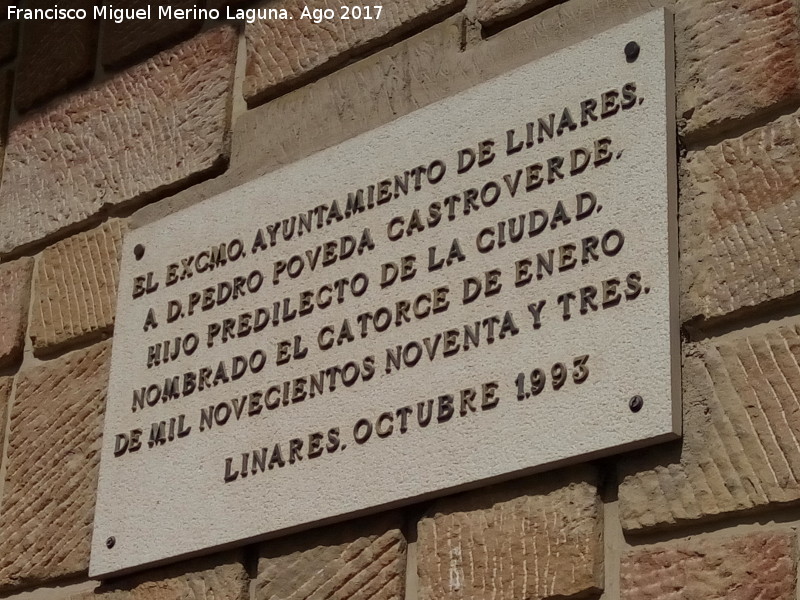 Francisco Miguel Merino Laguna. Ago 2017
EL EXCMO. AYUNTAMIENTO DE LINARES,
A D. PEDRO POVEDA CASTROVERDE,
HIJO PREDILECTO DE LA CIUDAD,
NOMBRADO EL CATORCE DE ENERO
DE MIL NOVECIENTOS NOVENTA Y TRES.
LINARES, OCTUBRE 1.993